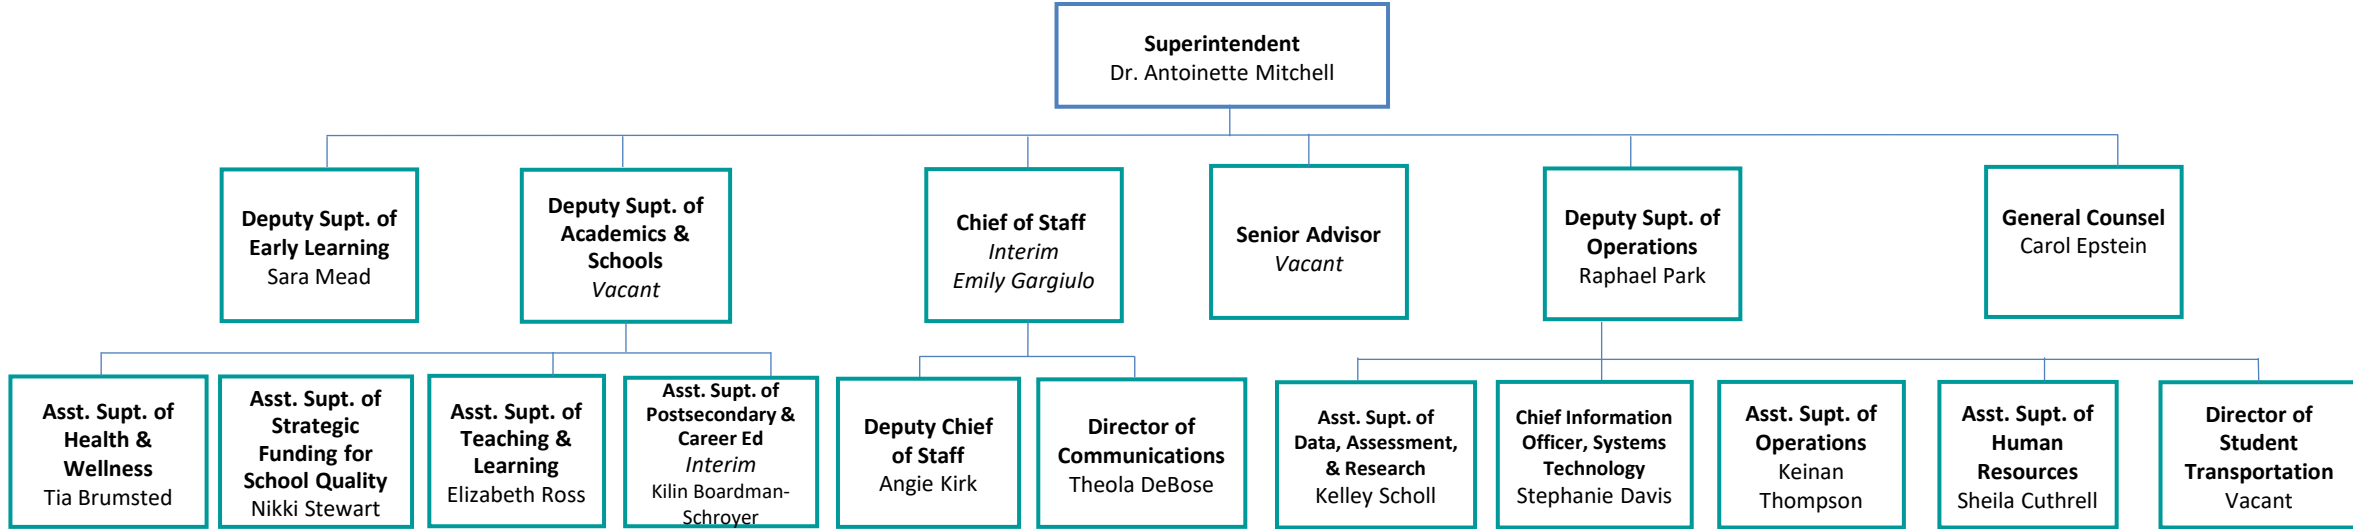 Superintendent
Dr. Antoinette Mitchell
Deputy Supt. of
Early Learning
Sara Mead
Deputy Supt. of
Academics &
Schools
Vacant
Chief of Staff
Interim
Emily Gargiulo
Senior Advisor
Vacant
Deputy Supt. of
Operations
Raphael Park
General Counsel
Carol Epstein
Asst. Supt. of
Health &
Wellness
Tia Brumsted
Asst. Supt. of
Strategic
Funding for
School Quality
Nikki Stewart
Asst. Supt. of
Teaching &
Learning
Elizabeth Ross
Asst. Supt. of
Postsecondary &
Career Ed
Interim
Kilin Boardman-
Schroyer
Deputy Chief
of Staff
Angie Kirk
Director of
Communications
Theola DeBose
Asst. Supt. of
Data, Assessment,
& Research
Kelley Scholl
Chief Information
Officer, Systems
Technology
Stephanie Davis
Asst. Supt. of
Operations
Keinan
Thompson
Asst. Supt. of
Human
Resources
Sheila Cuthrell
Director of
Student
Transportation
Vacant